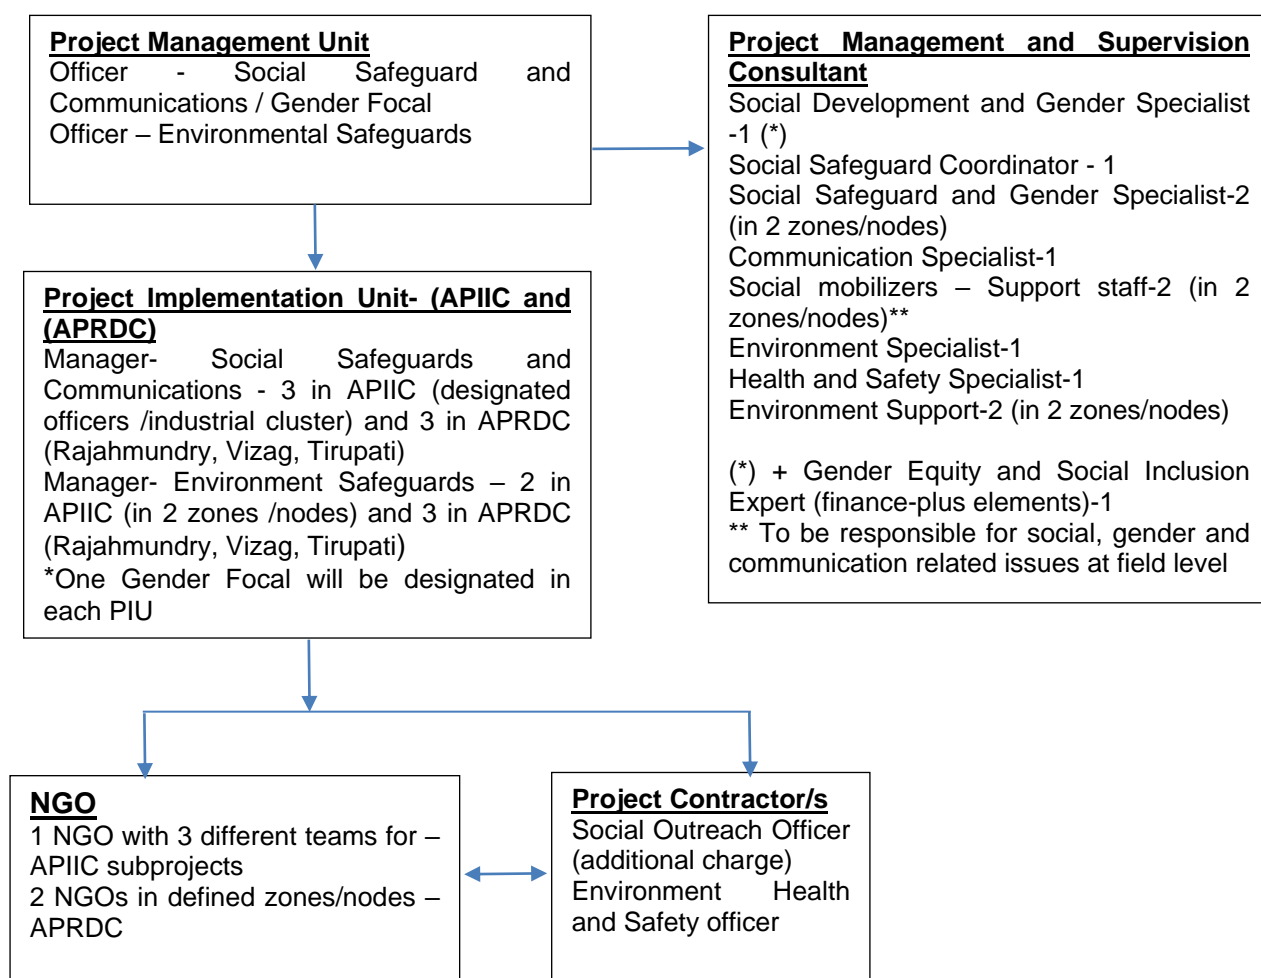 Project Management Unit
Officer - Social Safeguard and
Communications / Gender Focal
Officer – Environmental Safeguards
Project Management and Supervision
Consultant
Social Development and Gender Specialist
-1 (*)
Social Safeguard Coordinator - 1
Social Safeguard and Gender Specialist-2
(in 2 zones/nodes)
Communication Specialist-1
Social mobilizers – Support staff-2 (in 2
zones/nodes)**
Environment Specialist-1
Health and Safety Specialist-1
Environment Support-2 (in 2 zones/nodes)
(*) + Gender Equity and Social Inclusion
Expert (finance-plus elements)-1
** To be responsible for social, gender and
communication related issues at field level
Project Implementation Unit- (APIIC and
(APRDC)
Manager- Social Safeguards and
Communications - 3 in APIIC (designated
officers /industrial cluster) and 3 in APRDC
(Rajahmundry, Vizag, Tirupati)
Manager- Environment Safeguards – 2 in
APIIC (in 2 zones /nodes) and 3 in APRDC
(Rajahmundry, Vizag, Tirupati)
*One Gender Focal will be designated in
each PIU
NGO
1 NGO with 3 different teams for –
APIIC subprojects
2 NGOs in defined zones/nodes –
APRDC
Project Contractor/s
Social Outreach Officer
(additional charge)
Environment Health
and Safety officer